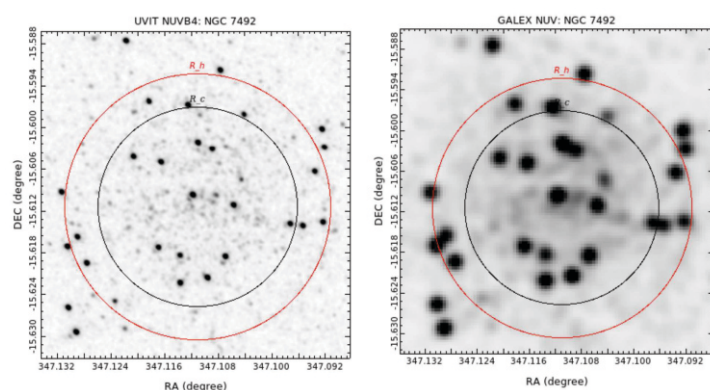 UVIT NUVB4: NGC 7492
-15.588
-15.594
-15.600
-15.606
-15.612
-15.618
-15.624
-15.630
DEC (degree)
R_h
R_c
347.132
347.124
347.116
347.108
347.100
347.092
RA (degree)
GALEX NUV: NGC 7492
-15.588
-15.594
-15.600
-15.606
-15.612
-15.618
-15.624
-15.630
DEC (degree)
R_h
_c
347.132
347.124
347.116
347.108
347.100
347.092
RA (degree)